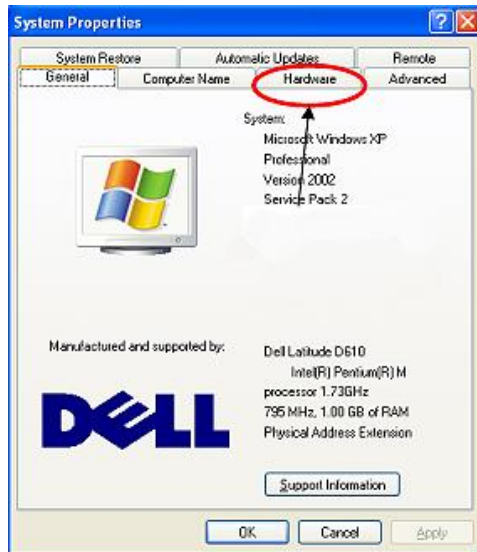 System Properties
System Restore Automatic Updates Remote
General Computer Name Hardware Advanced
System:
Microsoft Windows XP
Professional
Version 2002
Service Pack 2
Manufactured and supported by:
DELL
Dell Latitude D610
Intel(R) Pentium(R) M
processor 1.73GHz
795 MHz, 1.00 GB of RAM
Physical Address Extension
Support Information
OK Cancel Apply